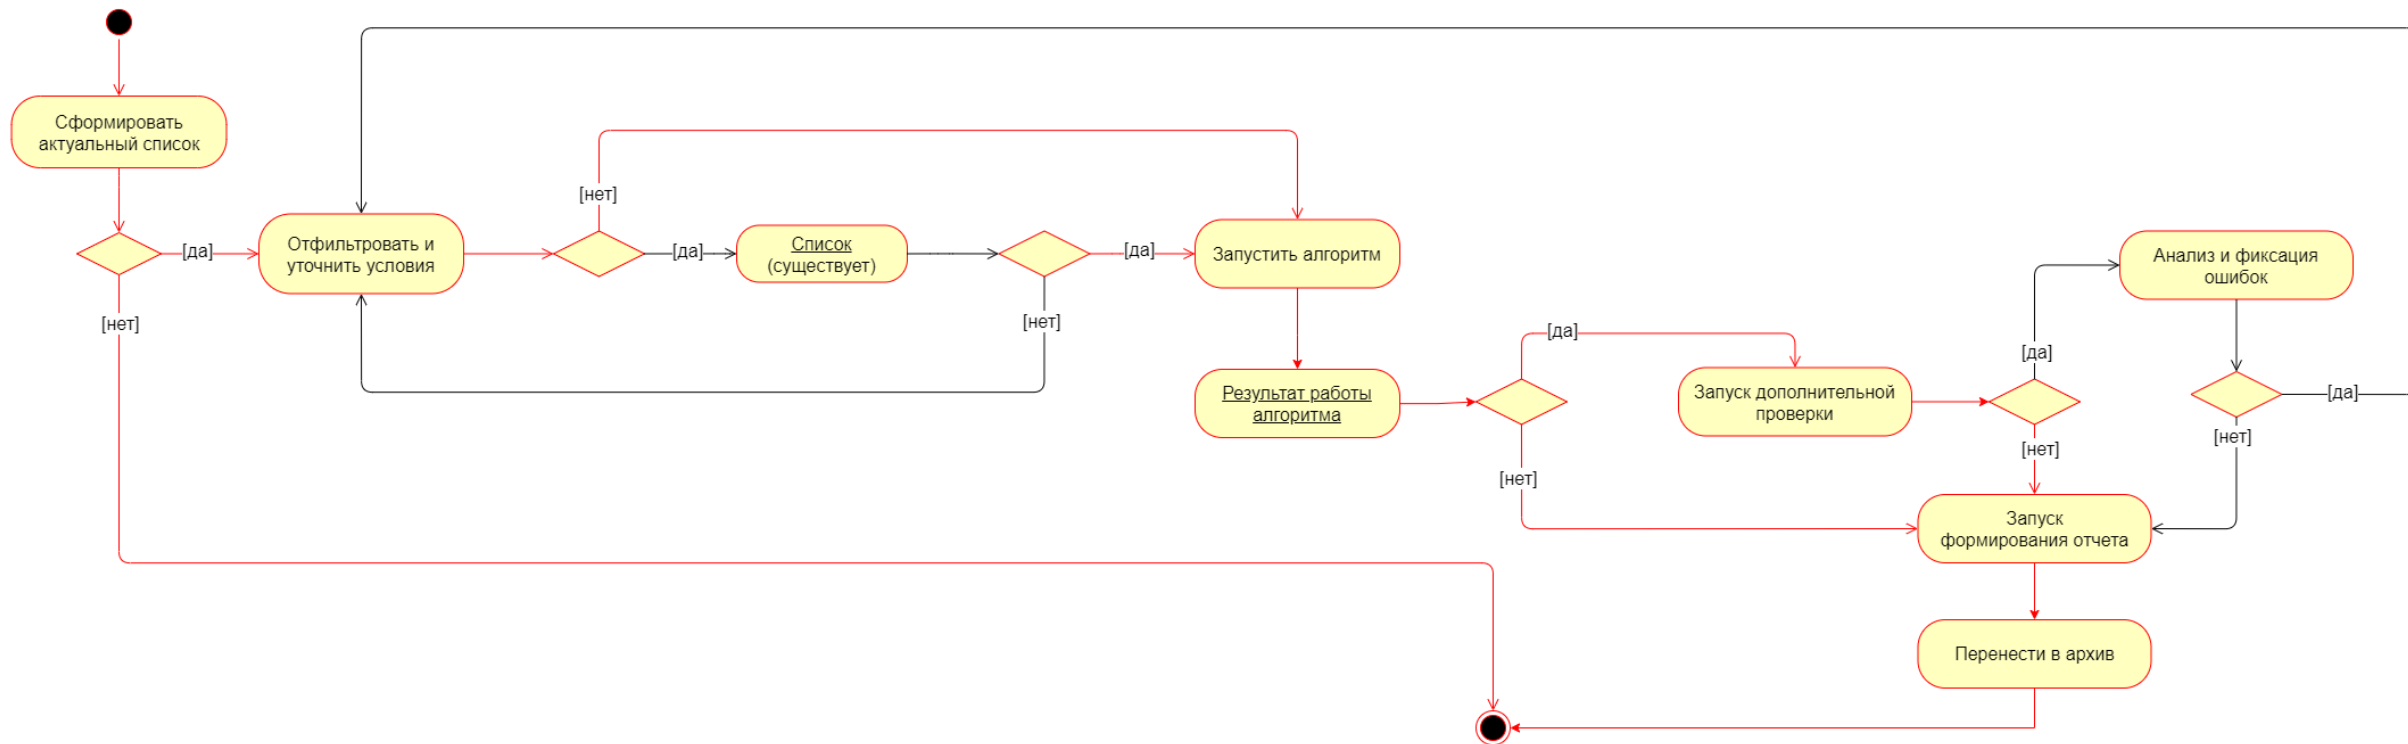 Сформировать
актуальный список
[да]
[нет]
Отфильтровать и
уточнить условия
[нет]
[да]
Список
(существует)
[да]
[нет]
Запустить алгоритм
Результат работы
алгоритма
[да]
[нет]
Запуск дополнительной
проверки
[да]
[нет]
Анализ и фиксация
ошибок
[да]
[нет]
Запуск
формирования отчета
Перенести в архив